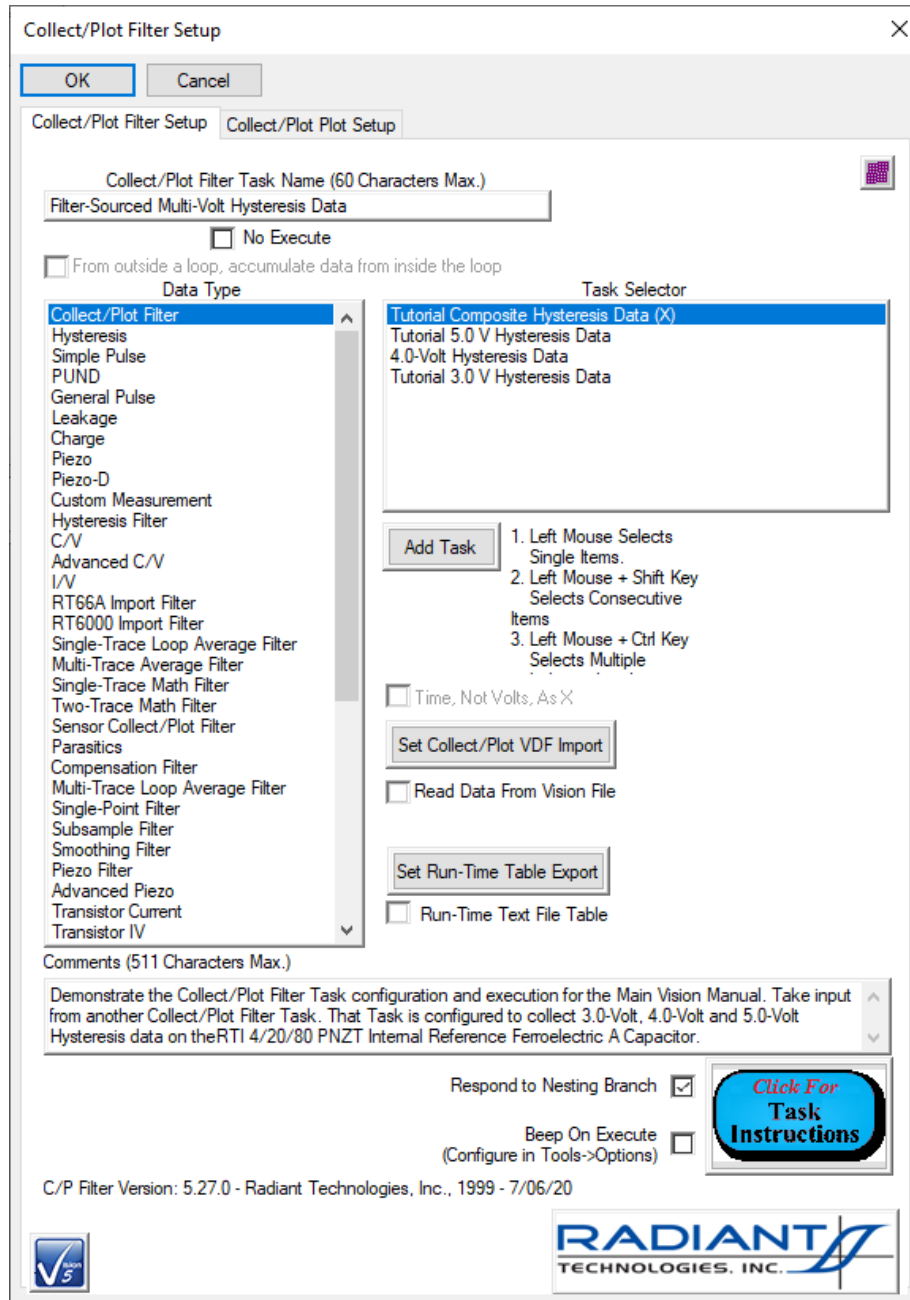 Collect/Plot Filter Setup
OK
Cancel
Collect/Plot Filter Setup
Collect/Plot Plot Setup
Collect/Plot Filter Task Name (60 Characters Max.)
Filter-Sourced Multi-Volt Hysteresis Data
No Execute
From outside a loop, accumulate data from inside the loop
Data Type
Collect/Plot Filter
Hysteresis
Simple Pulse
PUND
General Pulse
Leakage
Charge
Piezo
Piezo-D
Custom Measurement
Hysteresis Filter
C/V
Advanced C/V
I/V
RT66A Import Filter
RT6000 Import Filter
Single-Trace Loop Average Filter
Multi-Trace Average Filter
Single-Trace Math Filter
Two-Trace Math Filter
Sensor Collect/Plot Filter
Parasitics
Compensation Filter
Multi-Trace Loop Average Filter
Single-Point Filter
Subsample Filter
Smoothing Filter
Piezo Filter
Advanced Piezo
Transistor Current
Transistor IV
Task Selector
Tutorial Composite Hysteresis Data (X)
Tutorial 5.0 V Hysteresis Data
4.0-Volt Hysteresis Data
Tutorial 3.0 V Hysteresis Data
Add Task
1. Left Mouse Selects
Single Items.
2. Left Mouse + Shift Key
Selects Consecutive
Items
3. Left Mouse + Ctrl Key
Selects Multiple
Time, Not Volts, As X
Set Collect/Plot VDF Import
Read Data From Vision File
Set Run-Time Table Export
Run-Time Text File Table
Comments (511 Characters Max.)
Demonstrate the Collect/Plot Filter Task configuration and execution for the Main Vision Manual. Take input
from another Collect/Plot Filter Task. That Task is configured to collect 3.0-Volt, 4.0-Volt and 5.0-Volt
Hysteresis data on theRTI 4/20/80 PNZT Internal Reference Ferroelectric A Capacitor.
Respond to Nesting Branch
Beep On Execute
(Configure in Tools->Options)
Click For
Task
Instructions
C/P Filter Version: 5.27.0 - Radiant Technologies, Inc., 1999 - 7/06/20
Vision
5
RADIANT
TECHNOLOGIES, INC.